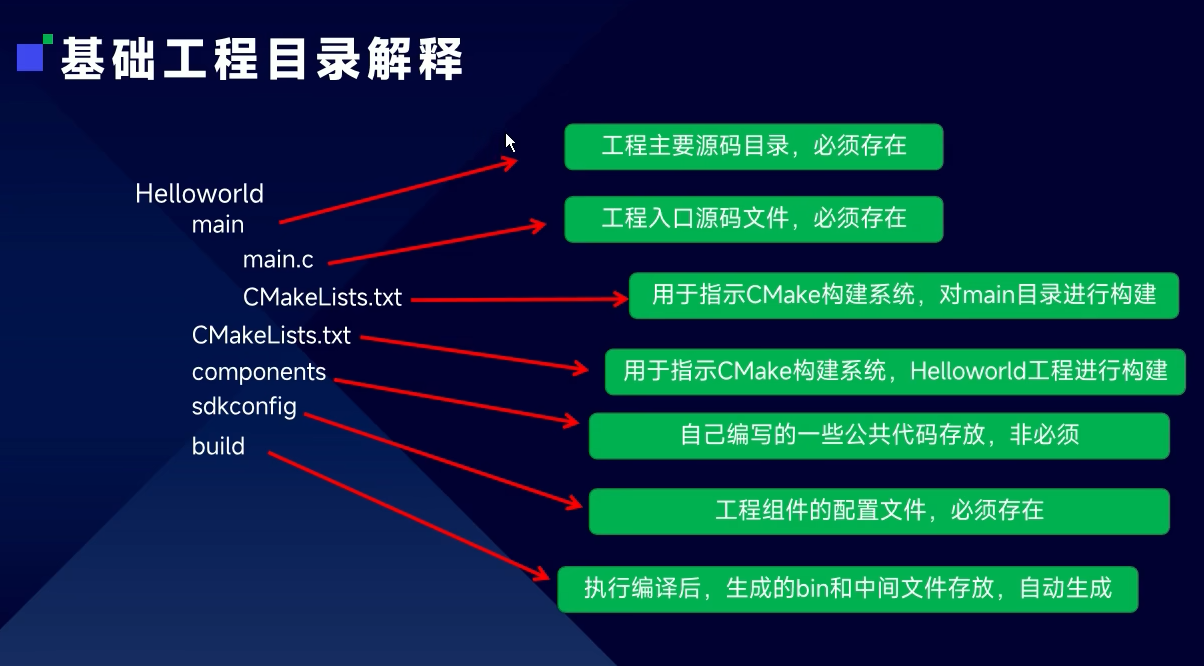 基础工程目录解释
工程主要源码目录，必须存在
Helloworld
main
工程入口源码文件，必须存在
main.c
CMakeLists.txt
用于指示CMake构建系统，对main目录进行构建
CMakeLists.txt
用于指示CMake构建系统，Helloworld工程进行构建
components
自己编写的一些公共代码存放，非必须
sdkconfig
工程组件的配置文件，必须存在
build
执行编译后，生成的bin和中间文件存放，自动生成